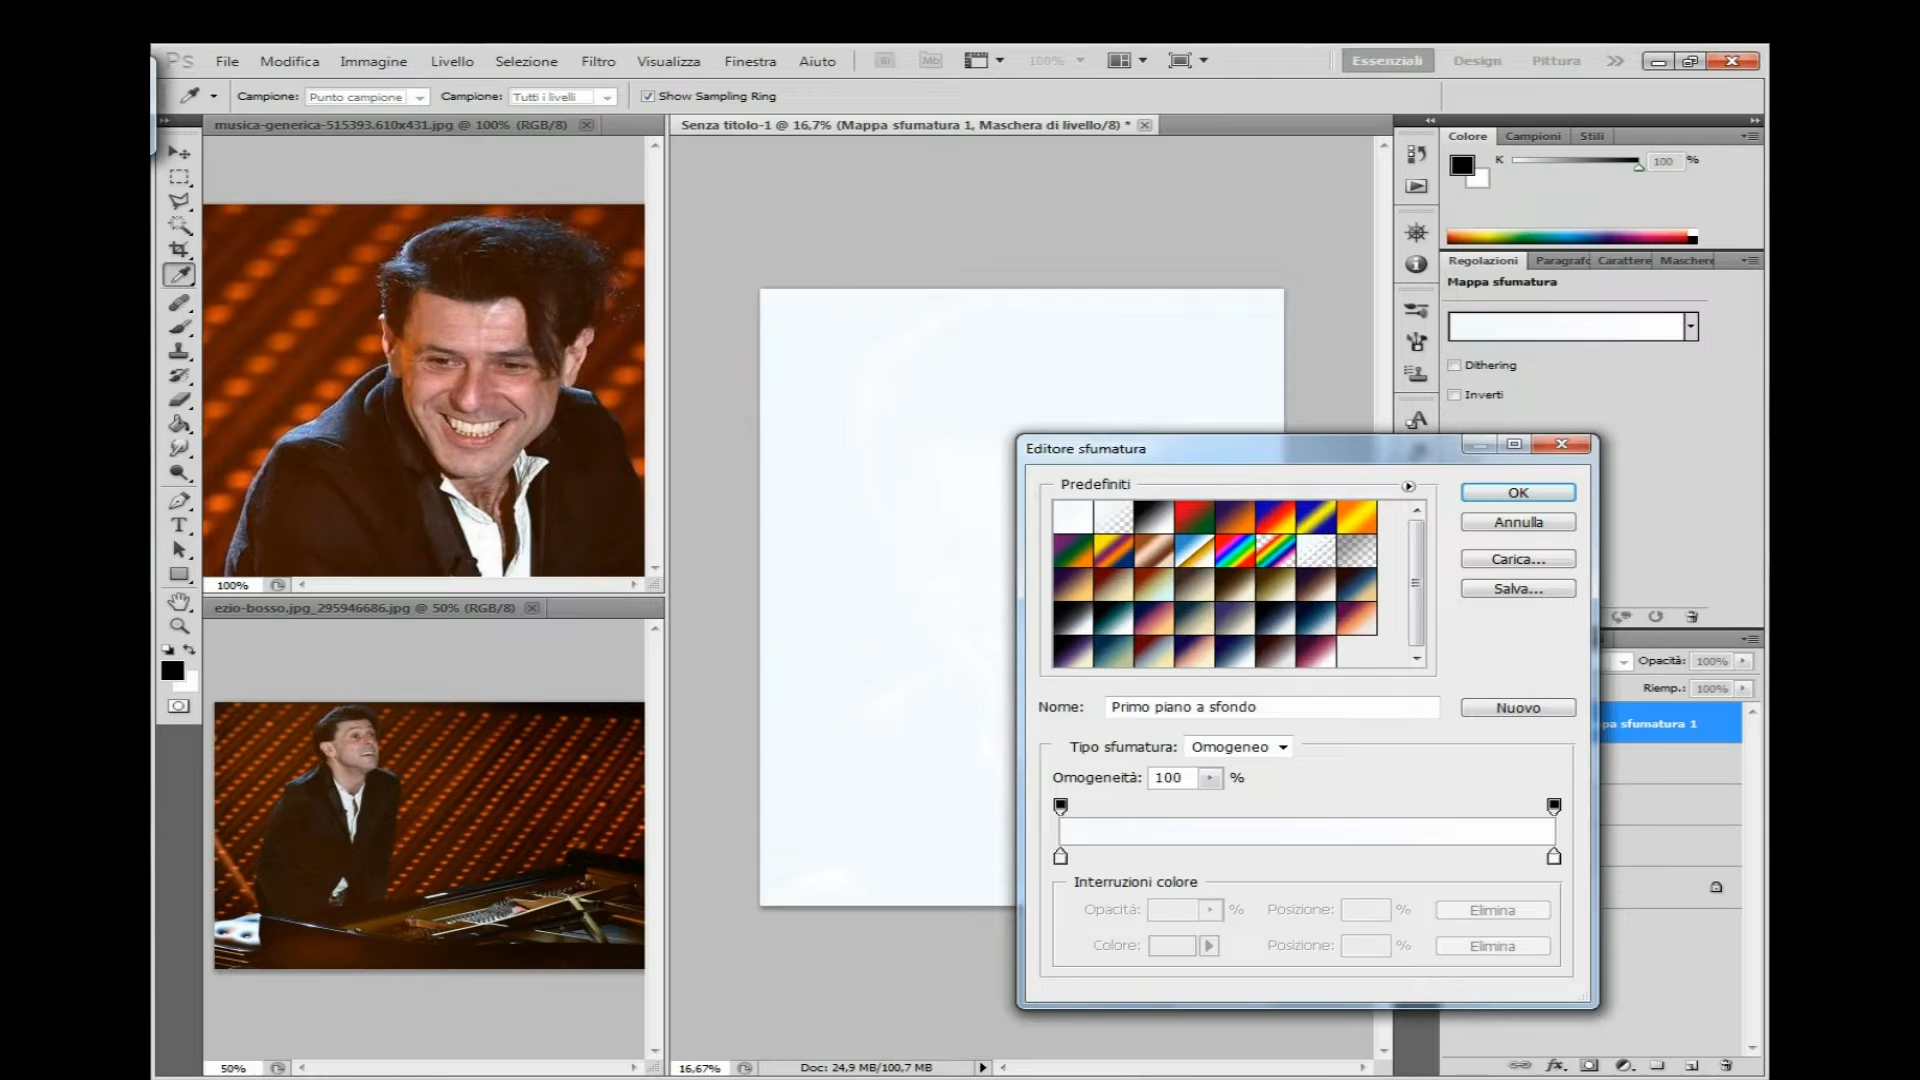 Ps File Modifica Immagine Livello Selezione Filtro Visualizza Finestra Aiuto Br Mb 100% Essenziali Design Pittura
Campione: Punto campione Campione: Tutti i livelli Show Sampling Ring
musica-generica-515393.610x431.jpg @ 100% (RGB/8)
Senza titolo-1 @ 16,7% (Mappa sfumatura 1, Maschera di livello/8) *
Colore Campioni Stili
K 100 %
Regolazioni Paragrafo Carattere Maschere
Mappa sfumatura
Dithering
Inverti
Editore sfumatura
Predefiniti
OK
Annulla
Carica...
Salva...
100%
ezio-bosso.jpg_295946686.jpg @ 50% (RGB/8)
Opacità: 100%
Riemp.: 100%
pa sfumatura 1
Nome: Primo piano a sfondo Nuovo
Tipo sfumatura: Omogeneo
Omogeneità: 100 %
Interruzioni colore
Opacità: % Posizione: % Elimina
Colore: Posizione: % Elimina
50%
16,67% Doc: 24,9 MB/100,7 MB